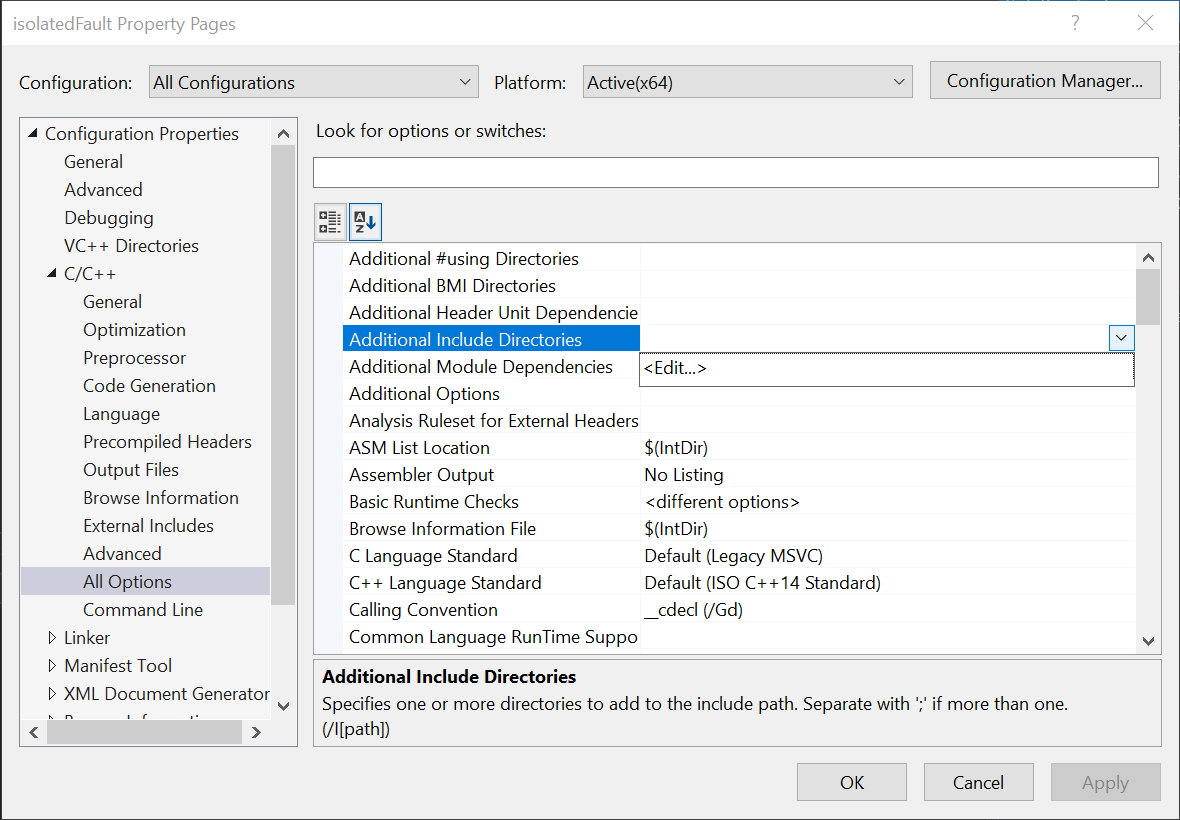 isolatedFault Property Pages
?
Configuration: All Configurations Platform: Active(x64) Configuration Manager...
Configuration Properties
General
Advanced
Debugging
VC++ Directories
C/C++
General
Optimization
Preprocessor
Code Generation
Language
Precompiled Headers
Output Files
Browse Information
External Includes
Advanced
All Options
Command Line
Linker
Manifest Tool
XML Document Generator
Look for options or switches:
Additional #using Directories
Additional BMI Directories
Additional Header Unit Dependencie
Additional Include Directories
Additional Module Dependencies <Edit...>
Additional Options
Analysis Ruleset for External Headers
ASM List Location $(IntDir)
Assembler Output No Listing
Basic Runtime Checks <different options>
Browse Information File $(IntDir)
C Language Standard Default (Legacy MSVC)
C++ Language Standard Default (ISO C++14 Standard)
Calling Convention __cdecl (/Gd)
Common Language RunTime Suppo
Additional Include Directories
Specifies one or more directories to add to the include path. Separate with ';' if more than one.
(/I[path])
OK Cancel Apply